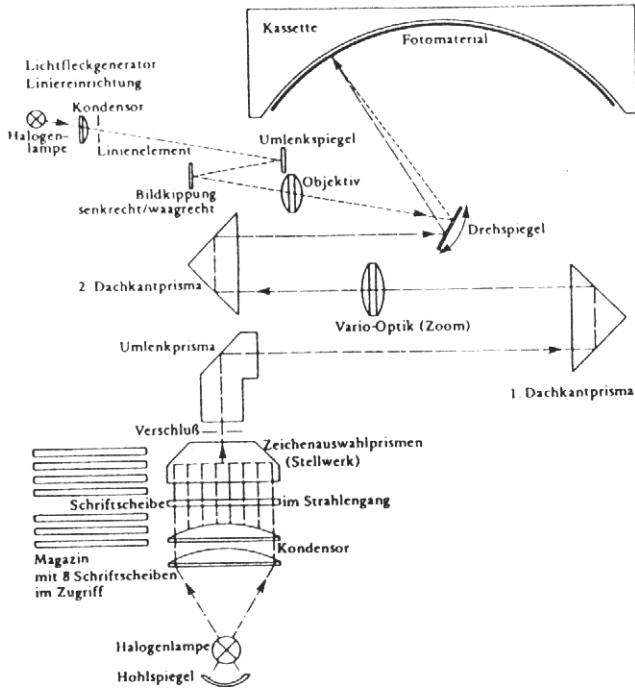 Kassette
Fotomaterial
Lichtfleckgenerator
Liniereinrichtung
Kondensor
Halogen-
lampe
Linienelement
Umlenkspiegel
Bildkippung
senkrecht/waagrecht
Objektiv
Drehspiegel
2 Dachkantprisma
Vario-Optik (Zoom)
Umlenkprisma
1. Dachkantprisma
Verschluß
Zeichenauswahlprismen
(Stellwerk)
Schriftscheibe im Strahlengang
Kondensor
Magazin
mit 8 Schriftscheiben
im Zugriff
Halogenlampe
Hohlspiegel